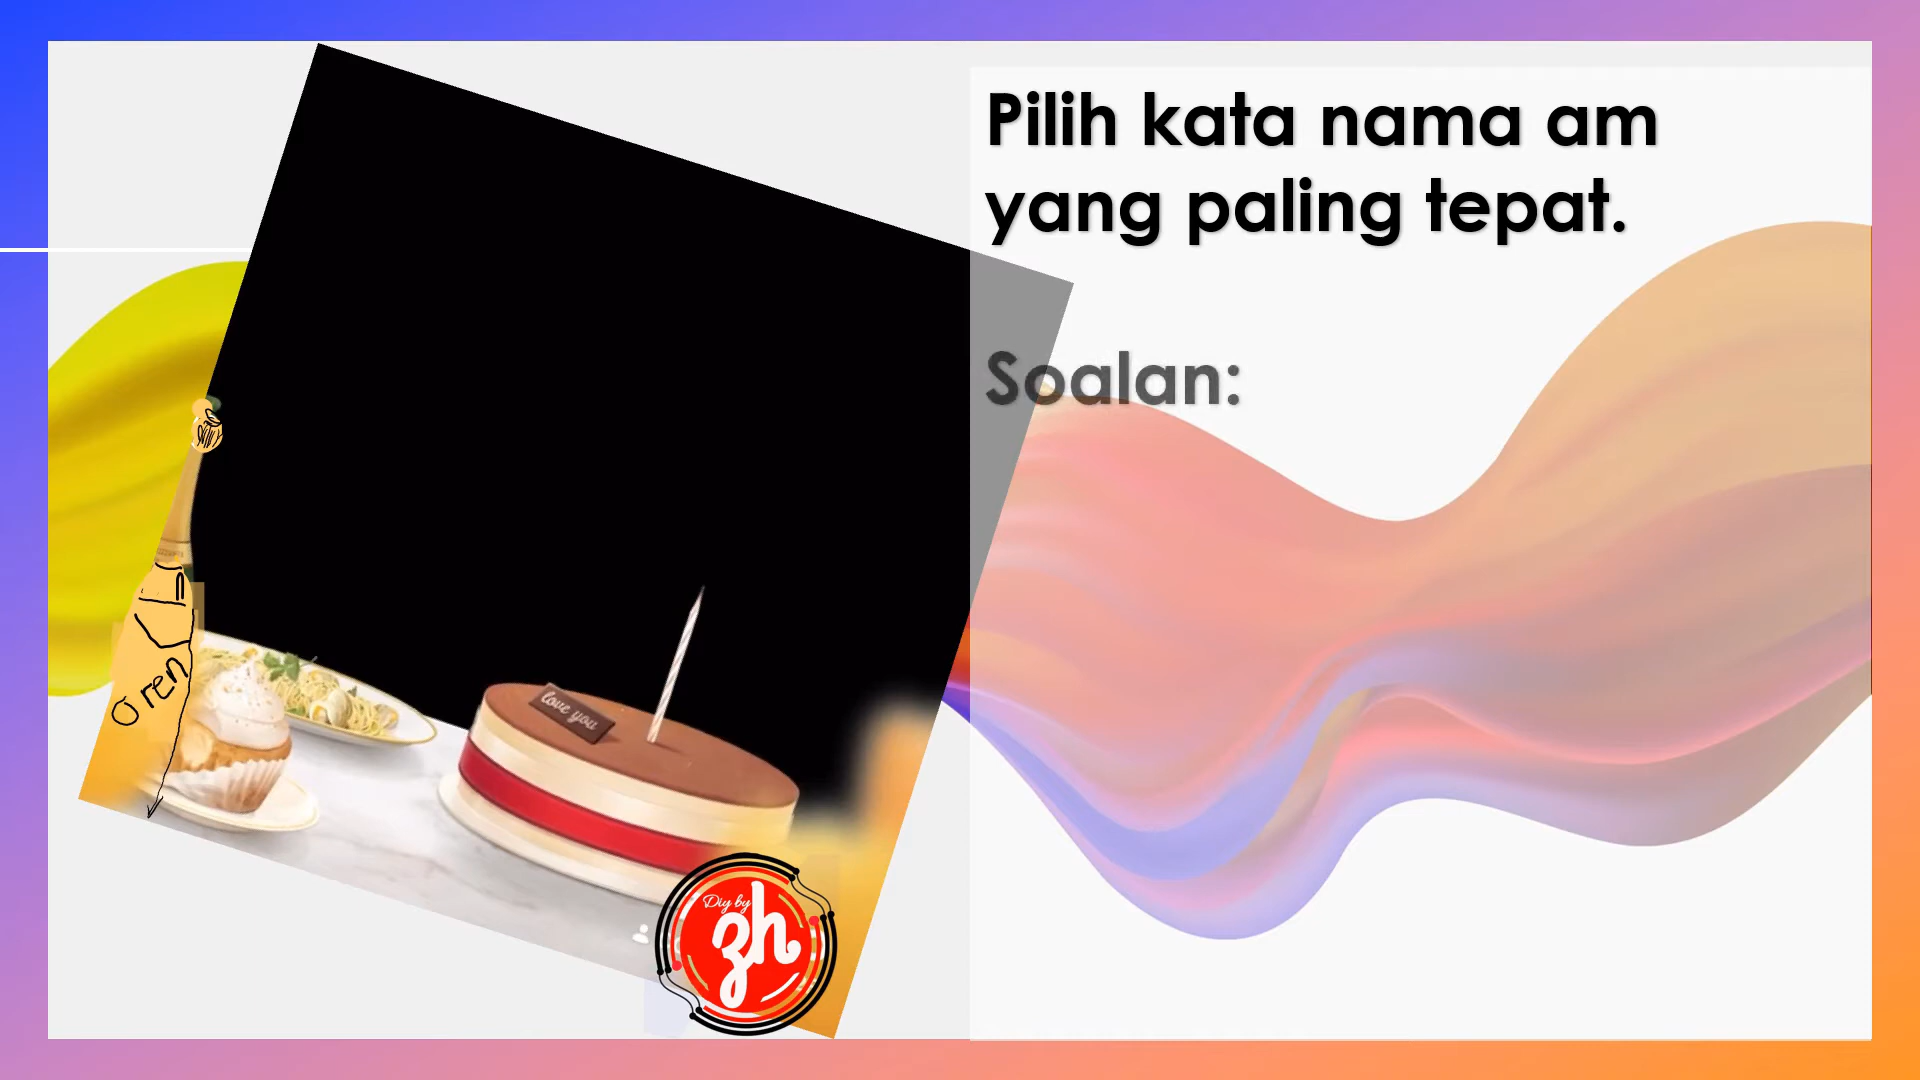 Pilih kata nama am
yang paling tepat.
Soalan:
oren
love you
Diy by
zh